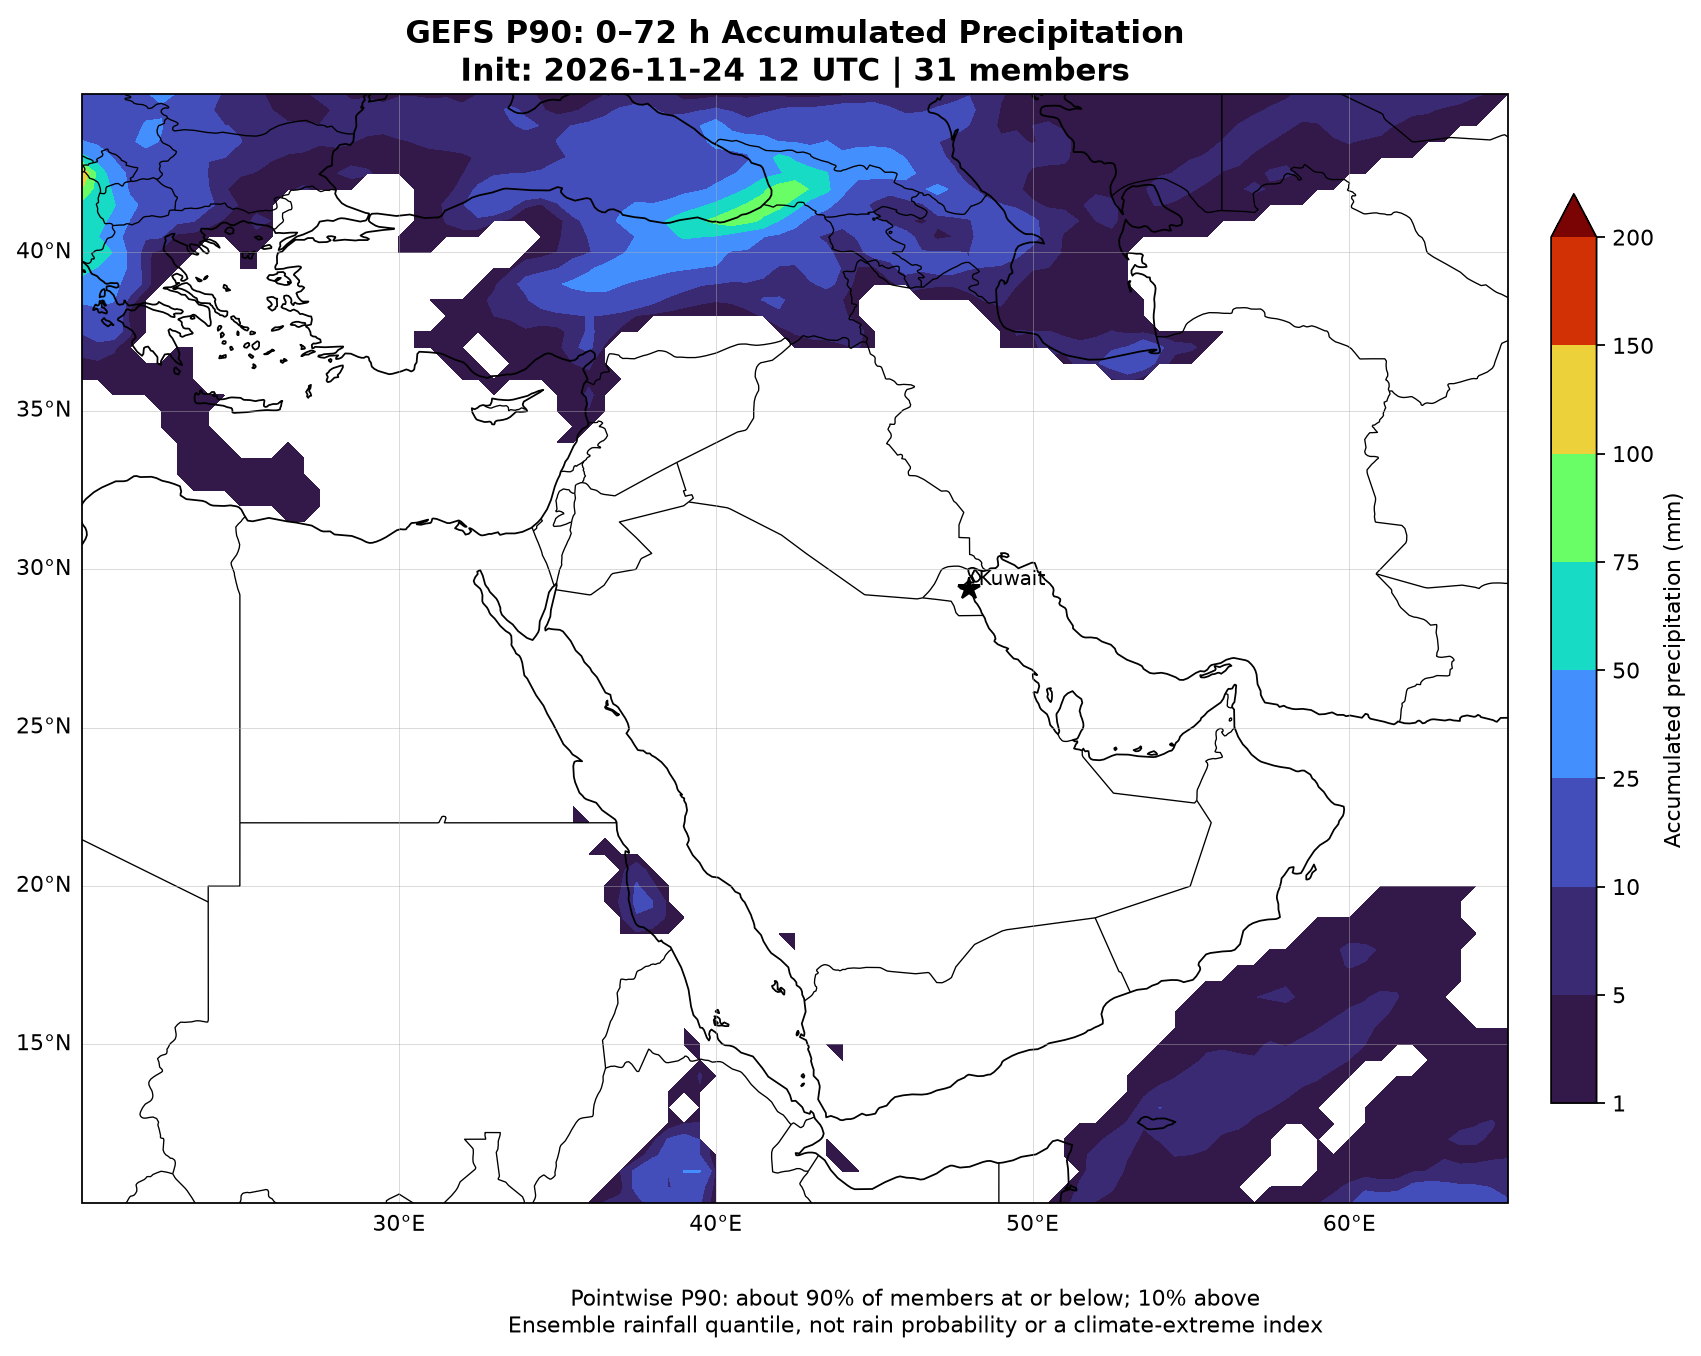 GEFS P90: 0–72 h Accumulated Precipitation
Init: 2026-11-24 12 UTC | 31 members
40°N
35°N
30°N
25°N
20°N
15°N
Kuwait
30°E
40°E
50°E
60°E
200
150
100
75
50
25
10
5
1
Accumulated precipitation (mm)
Pointwise P90: about 90% of members at or below; 10% above
Ensemble rainfall quantile, not rain probability or a climate-extreme index